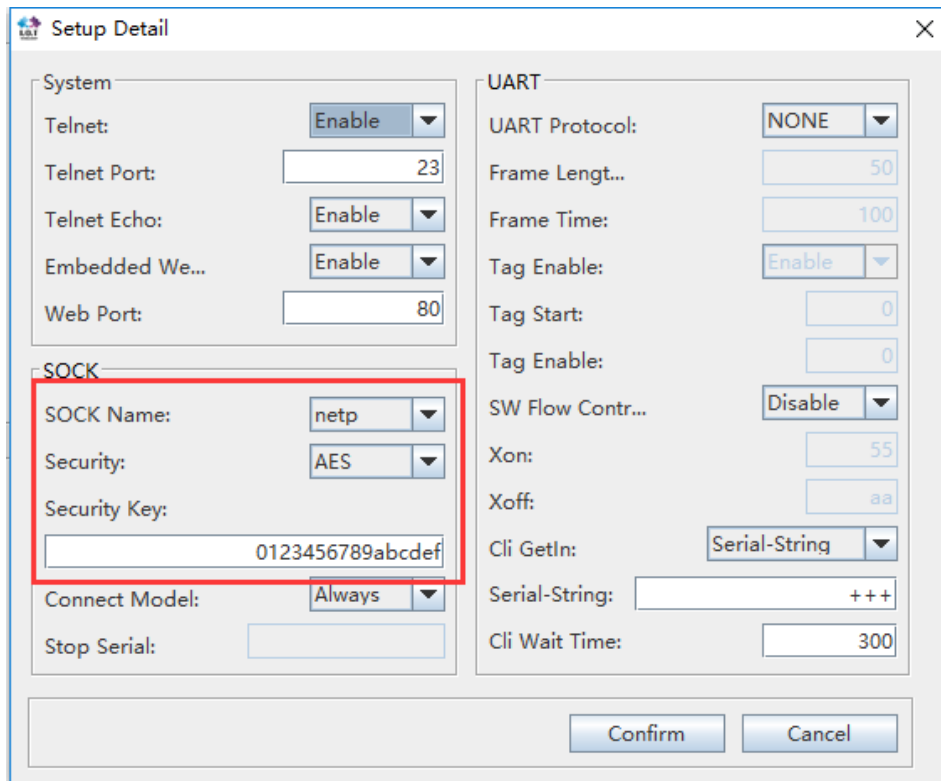 Setup Detail
System
Telnet: Enable
Telnet Port: 23
Telnet Echo: Enable
Embedded We... Enable
Web Port: 80
SOCK
SOCK Name: netp
Security: AES
Security Key:
0123456789abcdef
Connect Model: Always
Stop Serial:
UART
UART Protocol: NONE
Frame Lengt... 50
Frame Time: 100
Tag Enable: Enable
Tag Start: 0
Tag Enable: 0
SW Flow Contr... Disable
Xon: 55
Xoff: aa
Cli GetIn: Serial-String
Serial-String: +++
Cli Wait Time: 300
Confirm Cancel